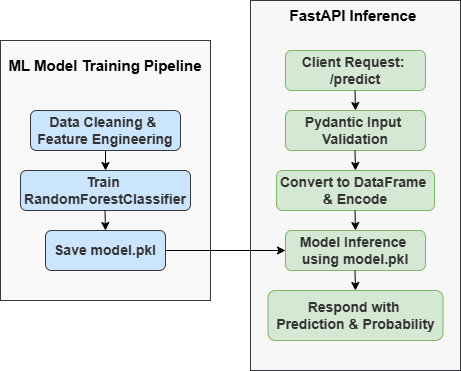 ML Model Training Pipeline
Data Cleaning &
Feature Engineering
Train
RandomForestClassifier
Save model.pkl
FastAPI Inference
Client Request:
/predict
Pydantic Input
Validation
Convert to DataFrame
& Encode
Model Inference
using model.pkl
Respond with
Prediction & Probability